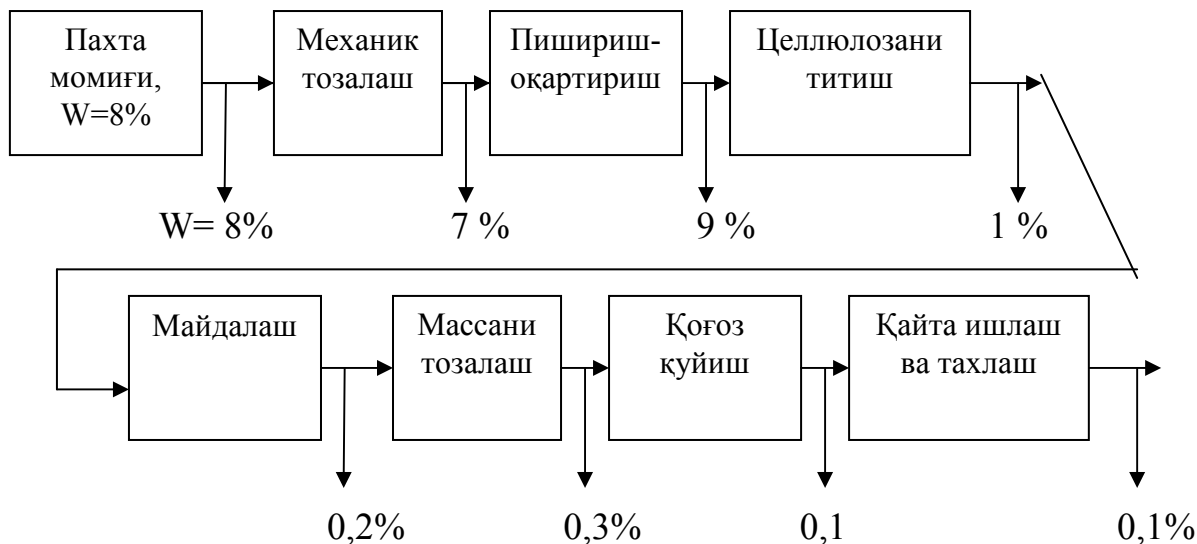 Пахта
момиғи,
W=8%
Механик
тозалаш
Пишириш-
оқартириш
Целлюлозани
титиш
W= 8%
7 %
9 %
1 %
Майдалаш
Массани
тозалаш
Қоғоз
қуйиш
Қайта ишлаш
ва тахлаш
0,2%
0,3%
0,1
0,1%